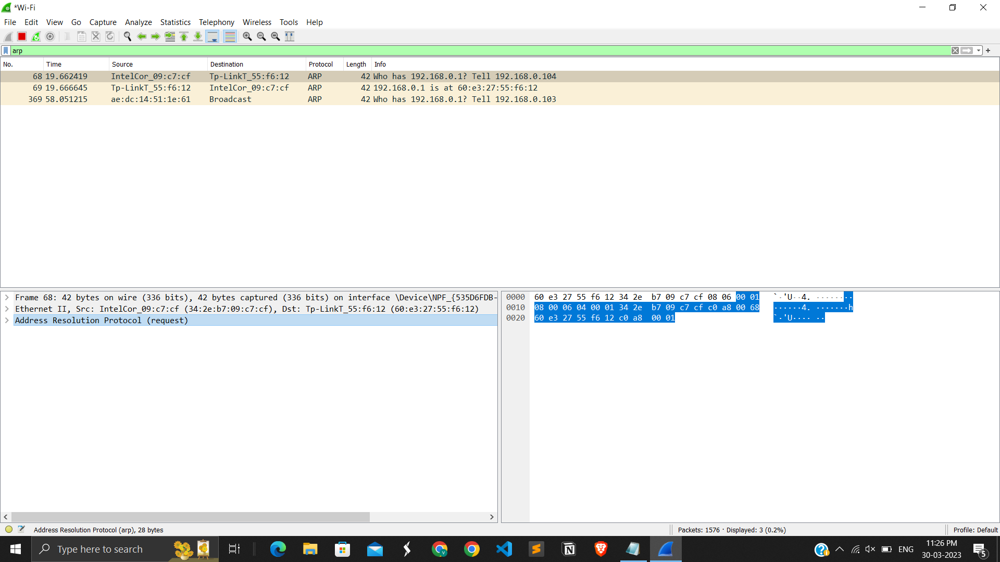 *Wi-Fi
File Edit View Go Capture Analyze Statistics Telephony Wireless Tools Help
arp
No. Time Source Destination Protocol Length Info
68 19.662419 IntelCor_09:c7:cf Tp-LinkT_55:f6:12 ARP 42 Who has 192.168.0.1? Tell 192.168.0.104
69 19.666645 Tp-LinkT_55:f6:12 IntelCor_09:c7:cf ARP 42 192.168.0.1 is at 60:e3:27:55:f6:12
369 58.051215 ae:dc:14:51:1e:61 Broadcast ARP 42 Who has 192.168.0.1? Tell 192.168.0.103
Frame 68: 42 bytes on wire (336 bits), 42 bytes captured (336 bits) on interface \Device\NPF_{535D6FDB-
Ethernet II, Src: IntelCor_09:c7:cf (34:2e:b7:09:c7:cf), Dst: Tp-LinkT_55:f6:12 (60:e3:27:55:f6:12)
Address Resolution Protocol (request)
0000 60 e3 27 55 f6 12 34 2e b7 09 c7 cf 08 06 00 01 `·'U··4. ········
0010 08 00 06 04 00 01 34 2e b7 09 c7 cf c0 a8 00 68 ······4. ·······h
0020 60 e3 27 55 f6 12 c0 a8 00 01 `·'U···· ··
Address Resolution Protocol (arp), 28 bytes
Packets: 1576 · Displayed: 3 (0.2%)
Profile: Default
Type here to search
ENG
11:26 PM
30-03-2023
5